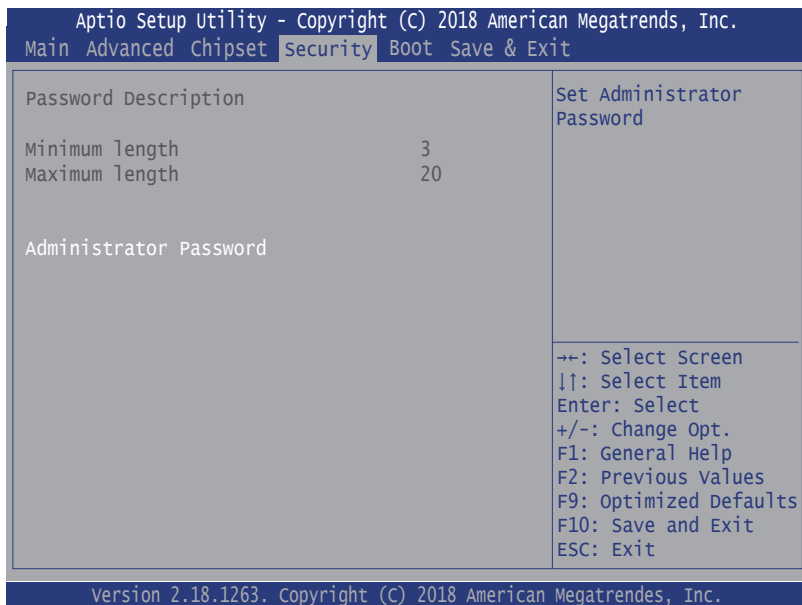 Aptio Setup Utility - Copyright (C) 2018 American Megatrends, Inc.
Main Advanced Chipset Security Boot Save & Exit
Password Description
Minimum length 3
Maximum length 20
Administrator Password
Set Administrator
Password
→←: Select Screen
↓↑: Select Item
Enter: Select
+/-: Change Opt.
F1: General Help
F2: Previous Values
F9: Optimized Defaults
F10: Save and Exit
ESC: Exit
Version 2.18.1263. Copyright (C) 2018 American Megatrendes, Inc.